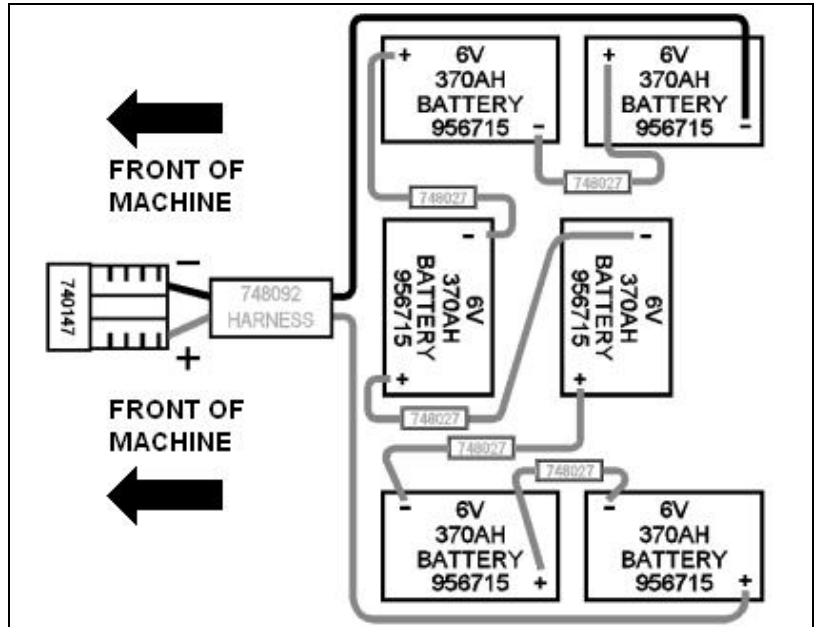 + 6V
370AH
BATTERY
956715 -
+ 6V
370AH
BATTERY
956715 -
FRONT OF
MACHINE
748027
748027
-
6V
370AH
BATTERY
956715
+
-
6V
370AH
BATTERY
956715
+
740147
-
+
748092
HARNESS
748027
748027
748027
FRONT OF
MACHINE
- 6V
370AH
BATTERY
956715 +
- 6V
370AH
BATTERY
956715 +